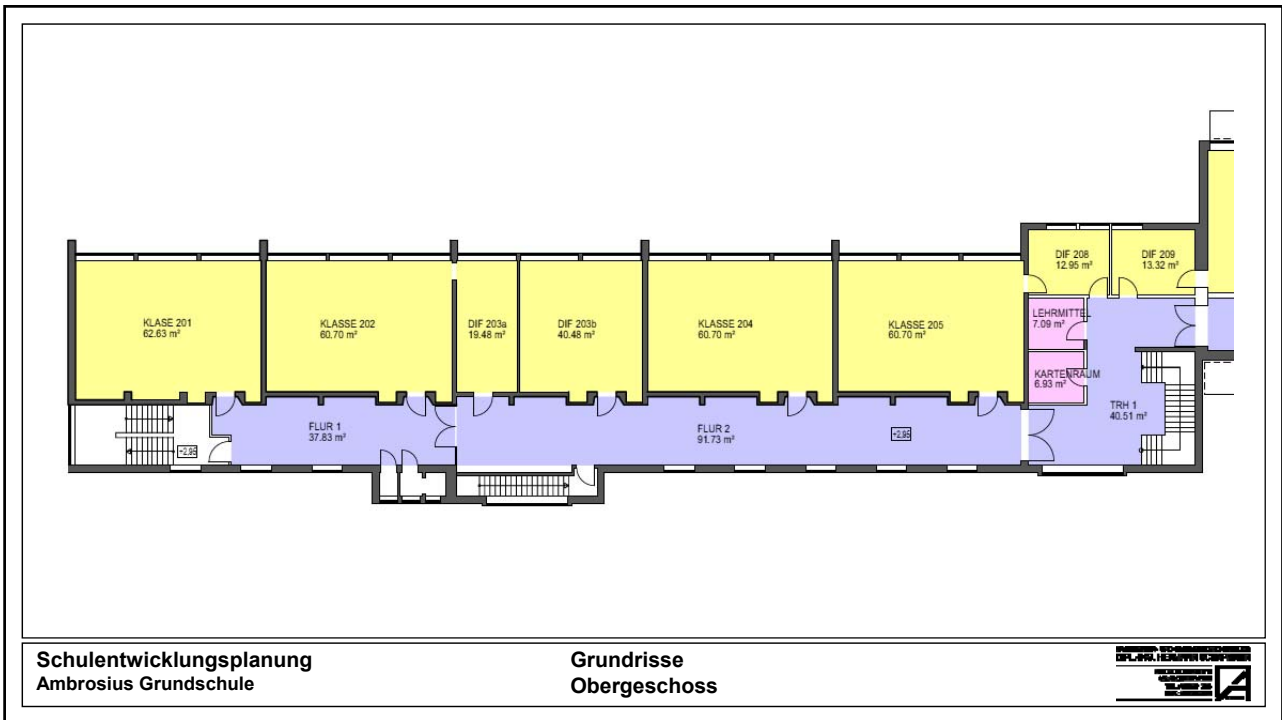 KLASE 201
62.63 m²
KLASSE 202
60.70 m²
DIF 203a
19.48 m²
DIF 203b
40.48 m²
KLASSE 204
60.70 m²
KLASSE 205
60.70 m²
DIF 208
12.95 m²
DIF 209
13.32 m²
LEHRMITTEL
7.09 m²
KARTENRAUM
6.93 m²
TRH 1
40.51 m²
FLUR 1
37.83 m²
FLUR 2
91.73 m²
+2,95
+2,95
Schulentwicklungsplanung
Ambrosius Grundschule
Grundrisse
Obergeschoss